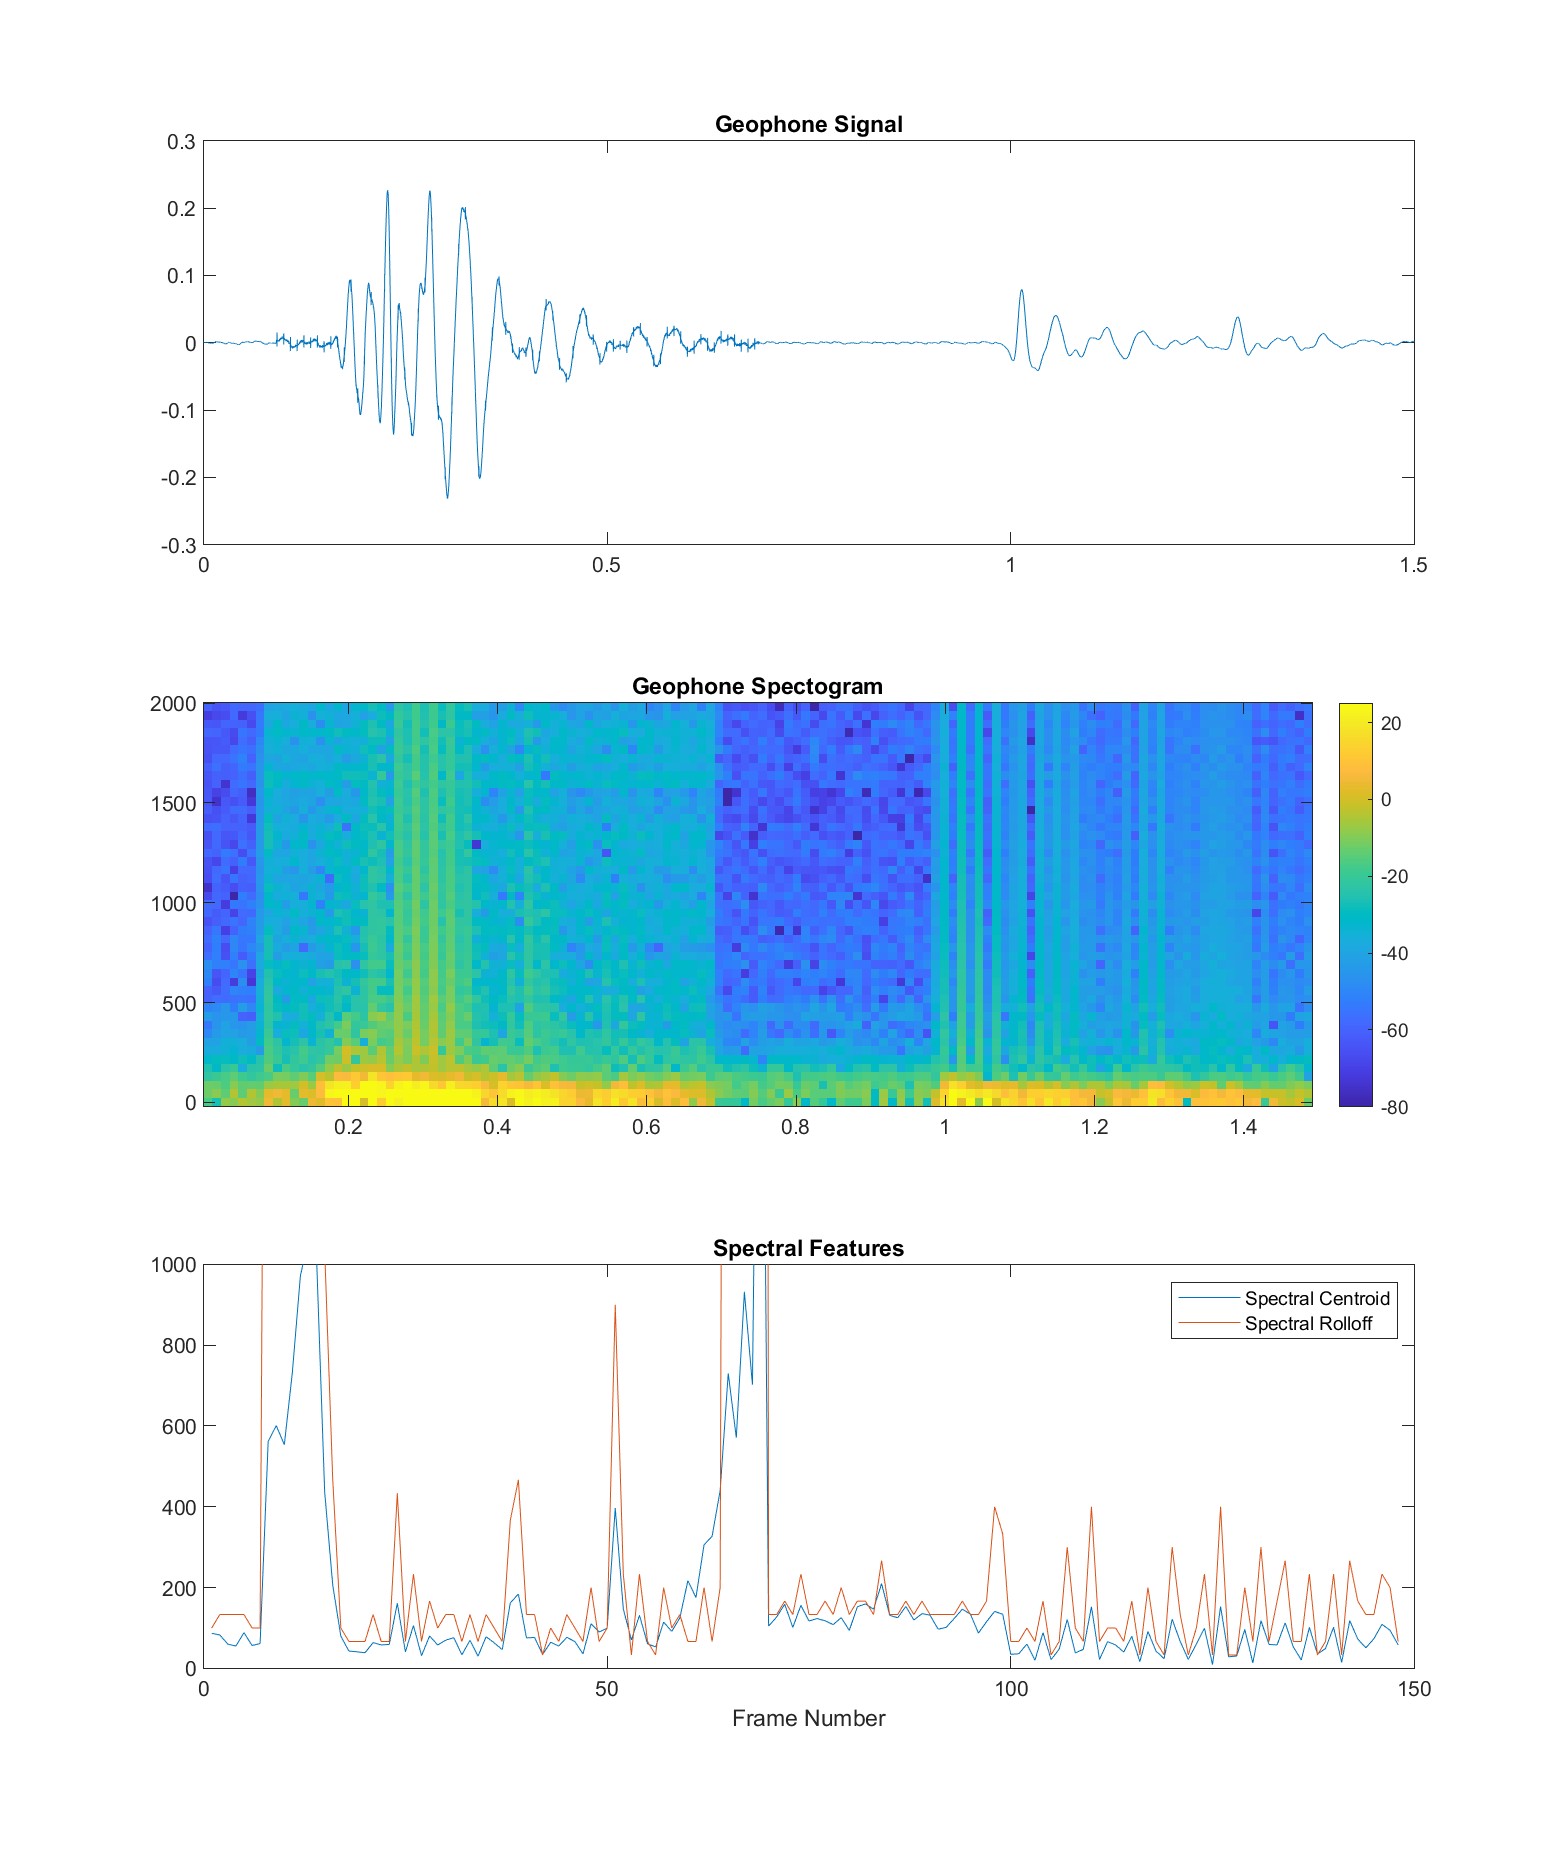 Geophone Signal
0.3
0.2
0.1
0
-0.1
-0.2
-0.3
0 0.5 1 1.5
Geophone Spectogram
2000
1500
1000
500
0
0.2 0.4 0.6 0.8 1 1.2 1.4
20
0
-20
-40
-60
-80
Spectral Features
1000
800
600
400
200
0
Spectral Centroid
Spectral Rolloff
0 50 100 150
Frame Number